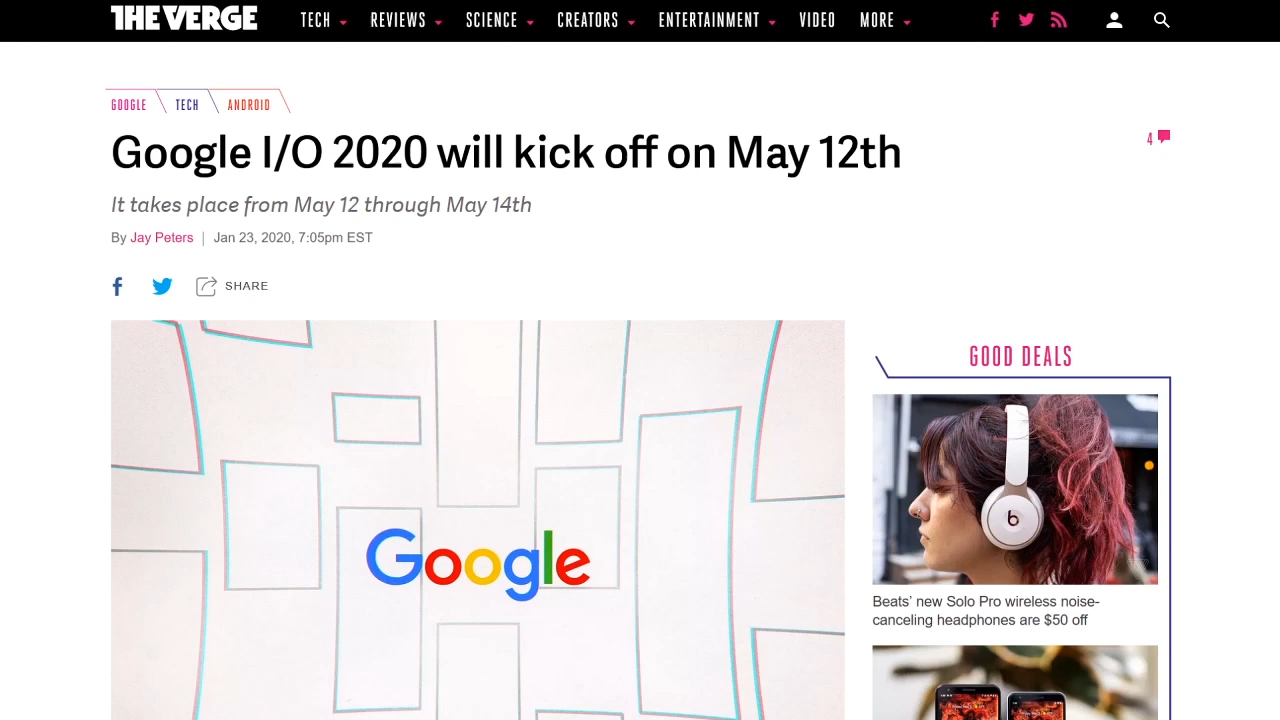 THE VERGE
TECH REVIEWS SCIENCE CREATORS ENTERTAINMENT VIDEO MORE
GOOGLE TECH ANDROID
Google I/O 2020 will kick off on May 12th
4
It takes place from May 12 through May 14th
By Jay Peters | Jan 23, 2020, 7:05pm EST
SHARE
GOOD DEALS
Google
Beats’ new Solo Pro wireless noise-
canceling headphones are $50 off